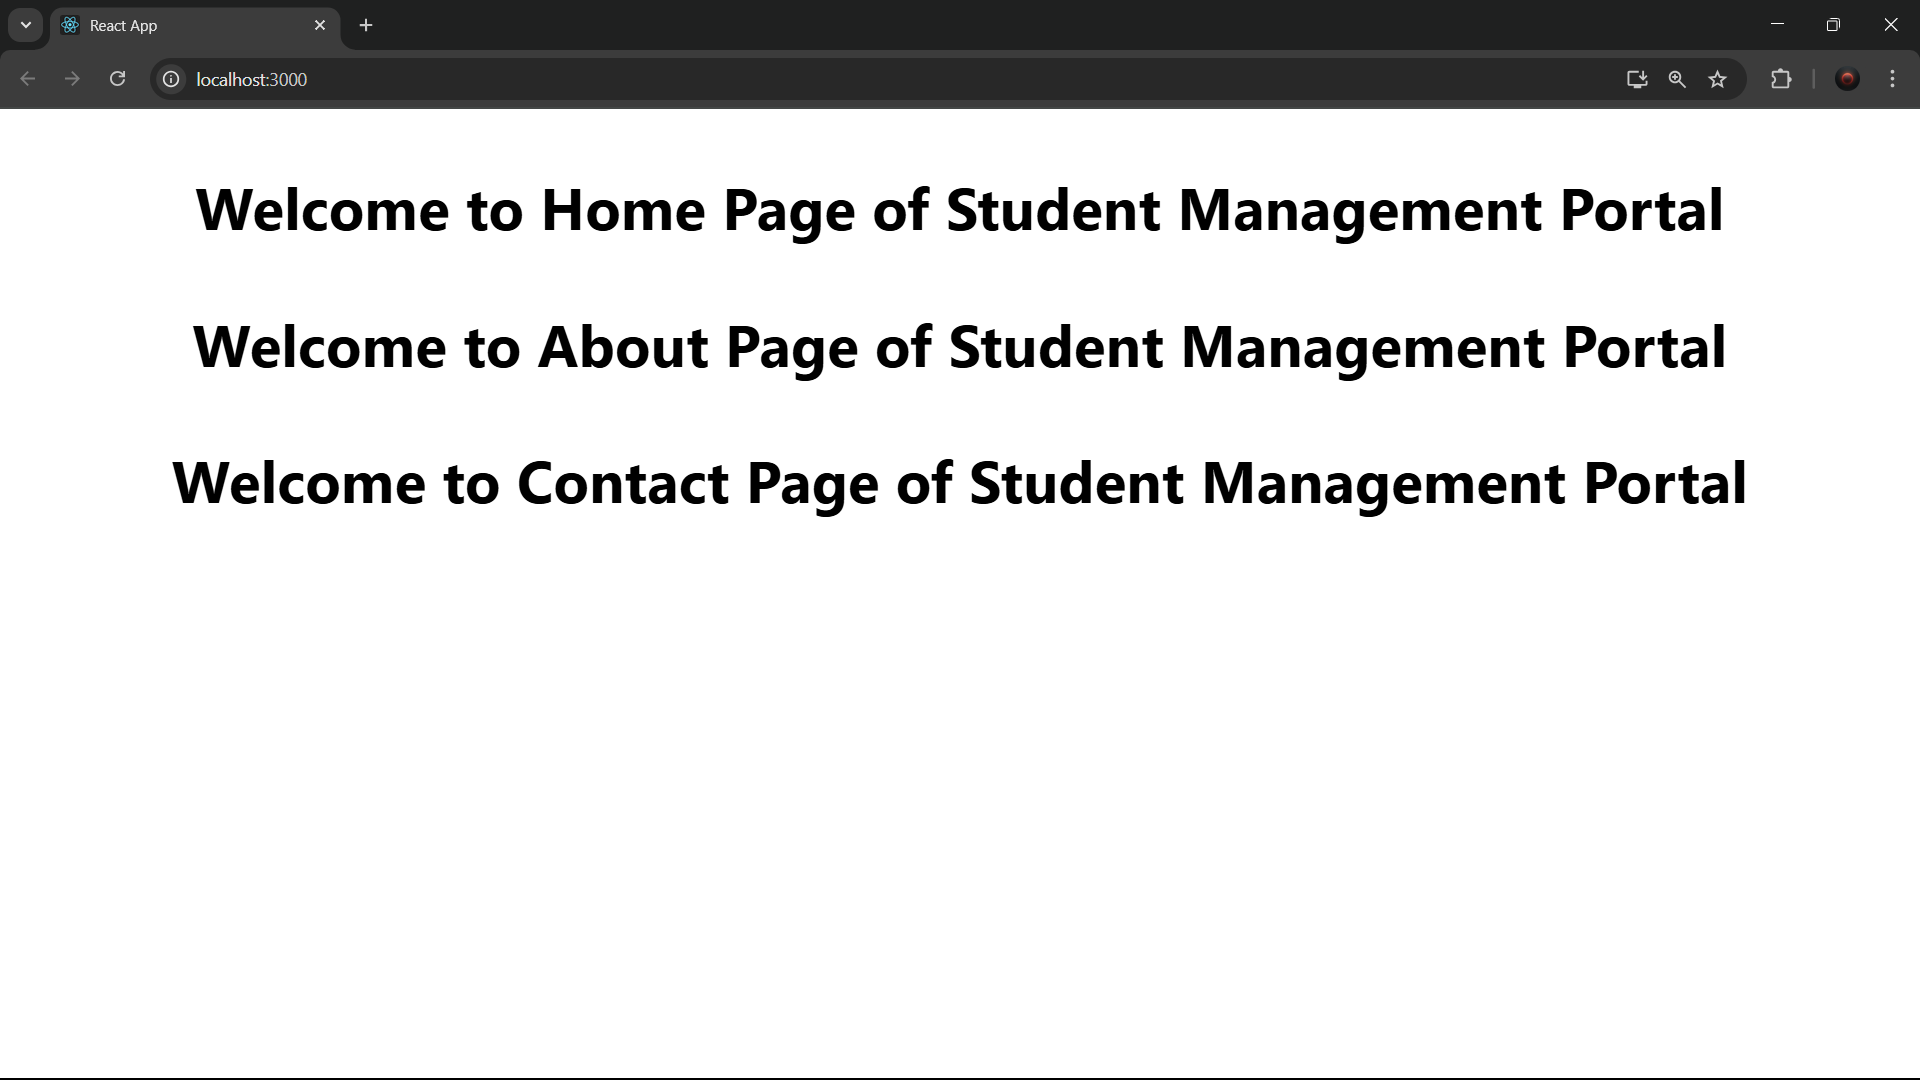 React App
localhost:3000
Welcome to Home Page of Student Management Portal
Welcome to About Page of Student Management Portal
Welcome to Contact Page of Student Management Portal